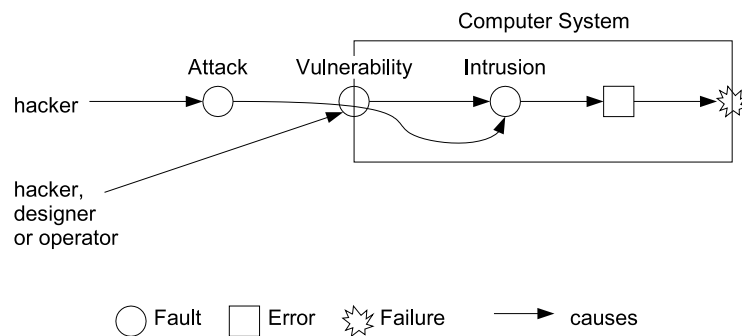 Computer System
Attack
Vulnerability
Intrusion
hacker
hacker,
designer
or operator
Fault
Error
Failure
causes